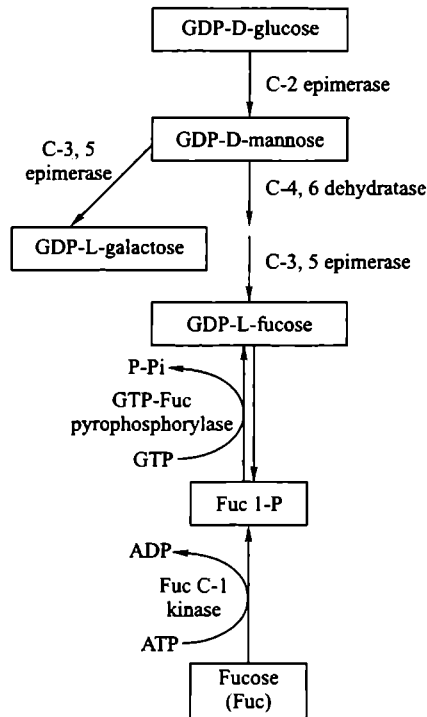 GDP-D-glucose
C-2 epimerase
GDP-D-mannose
C-3, 5
epimerase
C-4, 6 dehydratase
GDP-L-galactose
C-3, 5 epimerase
GDP-L-fucose
P-Pi
GTP-Fuc
pyrophosphorylase
GTP
Fuc 1-P
ADP
Fuc C-1
kinase
ATP
Fucose
(Fuc)